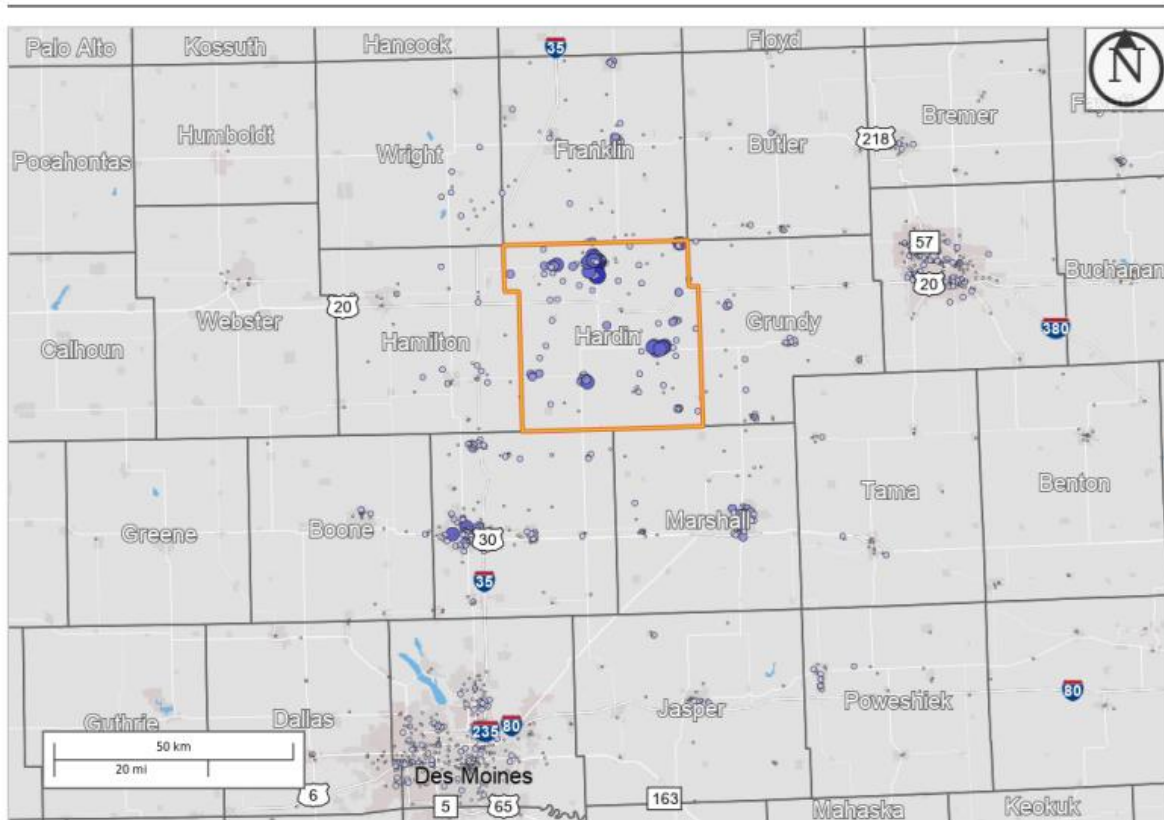 Palo Alto
Kossuth
Hancock
35
Floyd
N
Humboldt
Bremer
Pocahontas
Wright
Franklin
Butler
218
57
Buchanan
20
20
Webster
Hamilton
Hardin
Grundy
380
Calhoun
Tama
Benton
Greene
Boone
30
Marshall
35
Guthrie
Dallas
235
80
Jasper
Poweshiek
80
50 km
20 mi
Des Moines
6
5
65
163
Mahaska
Keokuk